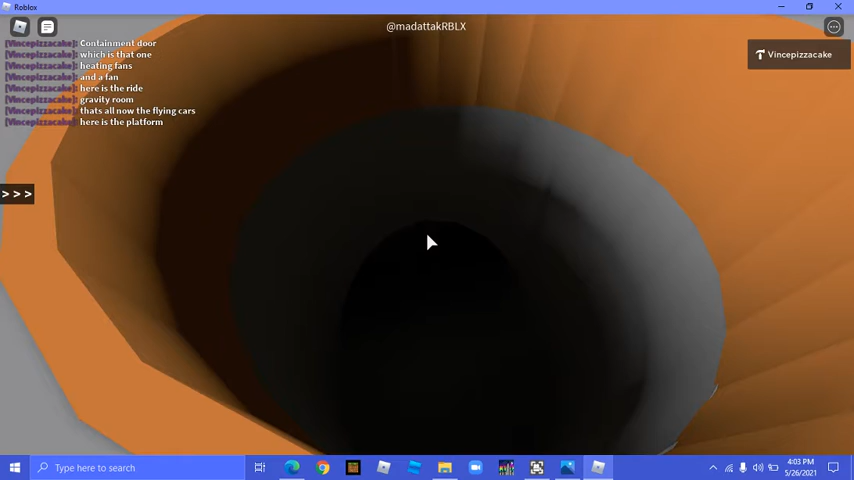 Roblox
@madattakRBLX
[Vincepizzacake]: Containment door
[Vincepizzacake]: which is that one
[Vincepizzacake]: heating fans
[Vincepizzacake]: and a fan
[Vincepizzacake]: here is the ride
[Vincepizzacake]: gravity room
[Vincepizzacake]: thats all now the flying cars
[Vincepizzacake]: here is the platform
Vincepizzacake
> > >
Type here to search
4:03 PM
5/26/2021